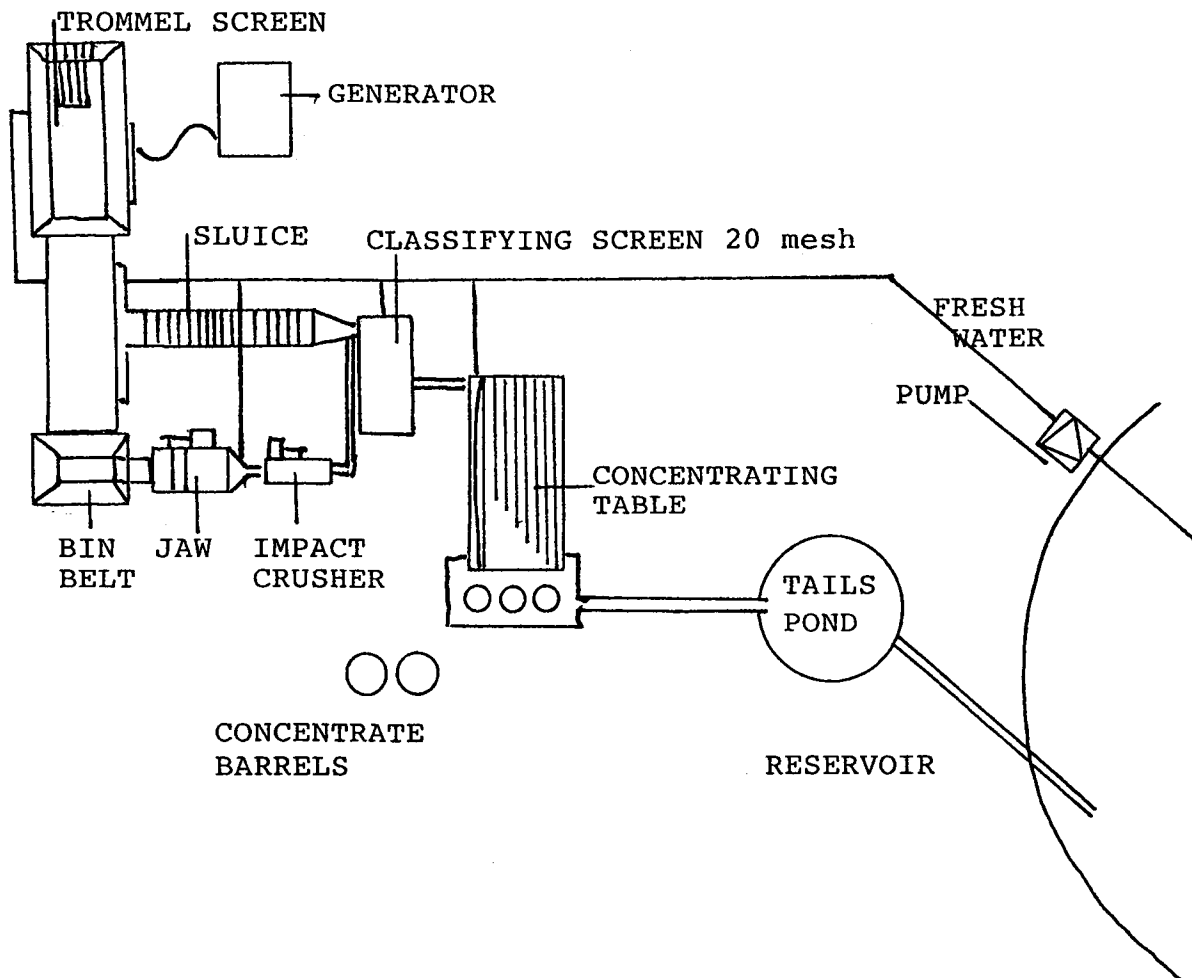 TROMMEL SCREEN
GENERATOR
SLUICE
CLASSIFYING SCREEN 20 mesh
FRESH
WATER
PUMP
CONCENTRATING
TABLE
BIN
BELT
JAW
IMPACT
CRUSHER
TAILS
POND
CONCENTRATE
BARRELS
RESERVOIR